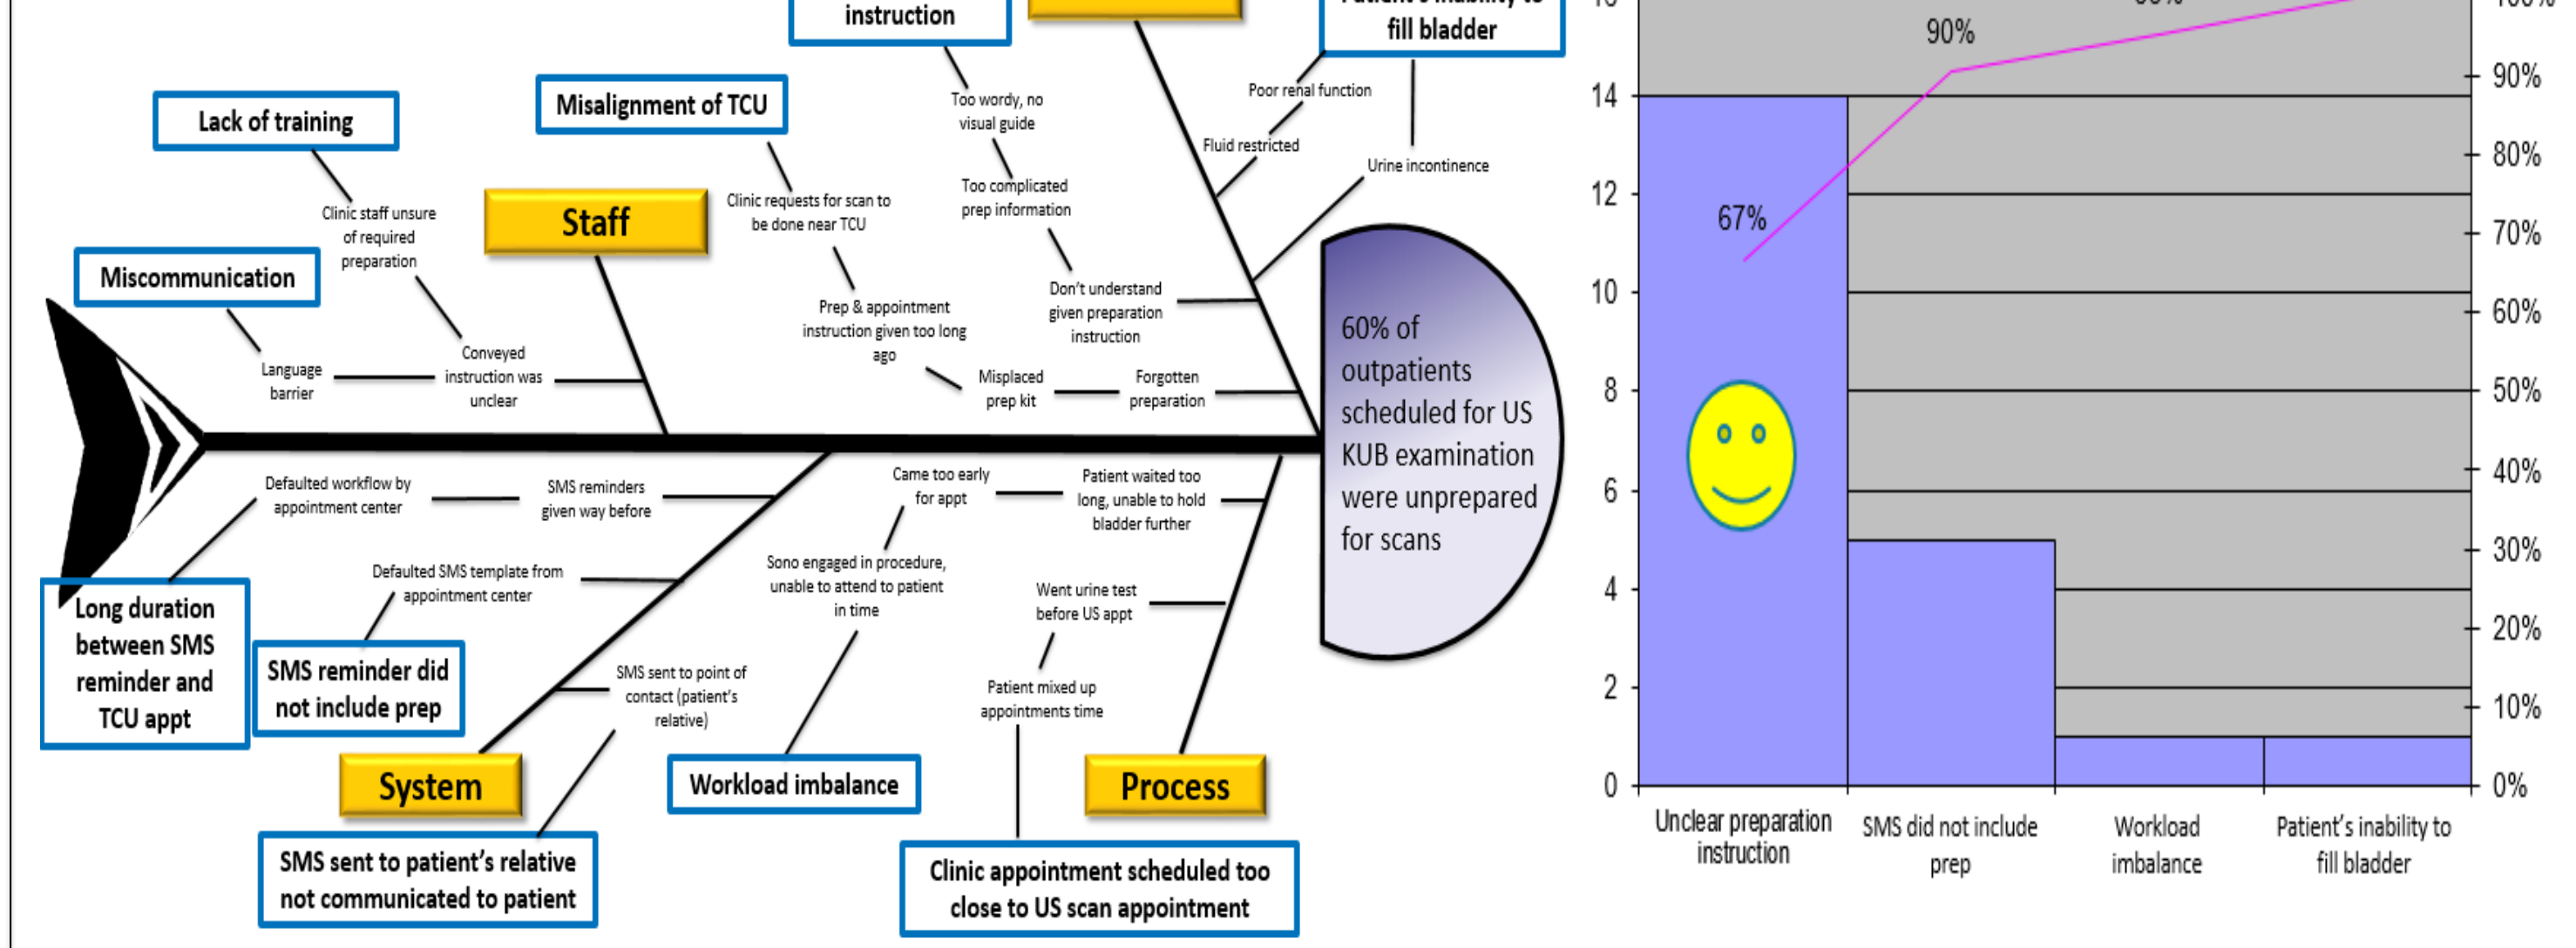 instruction
fill bladder
Lack of training
Misalignment of TCU
Too wordy, no
visual guide
Poor renal function
Fluid restricted
Urine incontinence
Clinic staff unsure
of required
preparation
Staff
Clinic requests for scan to
be done near TCU
Too complicated
prep information
Miscommunication
Prep & appointment
instruction given too long
ago
Don't understand
given preparation
instruction
Language
barrier
Conveyed
instruction was
unclear
Misplaced
prep kit
Forgotten
preparation
60% of
outpatients
scheduled for US
KUB examination
were unprepared
for scans
Defaulted workflow by
appointment center
SMS reminders
given way before
Came too early
for appt
Patient waited too
long, unable to hold
bladder further
Defaulted SMS template from
appointment center
Sono engaged in procedure,
unable to attend to patient
in time
Went urine test
before US appt
Long duration
between SMS
reminder and
TCU appt
SMS reminder did
not include prep
SMS sent to point of
contact (patient's
relative)
Patient mixed up
appointments time
System
Workload imbalance
Process
SMS sent to patient's relative
not communicated to patient
Clinic appointment scheduled too
close to US scan appointment
90%
67%
14
12
10
8
6
4
2
0
90%
80%
70%
60%
50%
40%
30%
20%
10%
0%
Unclear preparation
instruction
SMS did not include
prep
Workload
imbalance
Patient's inability to
fill bladder